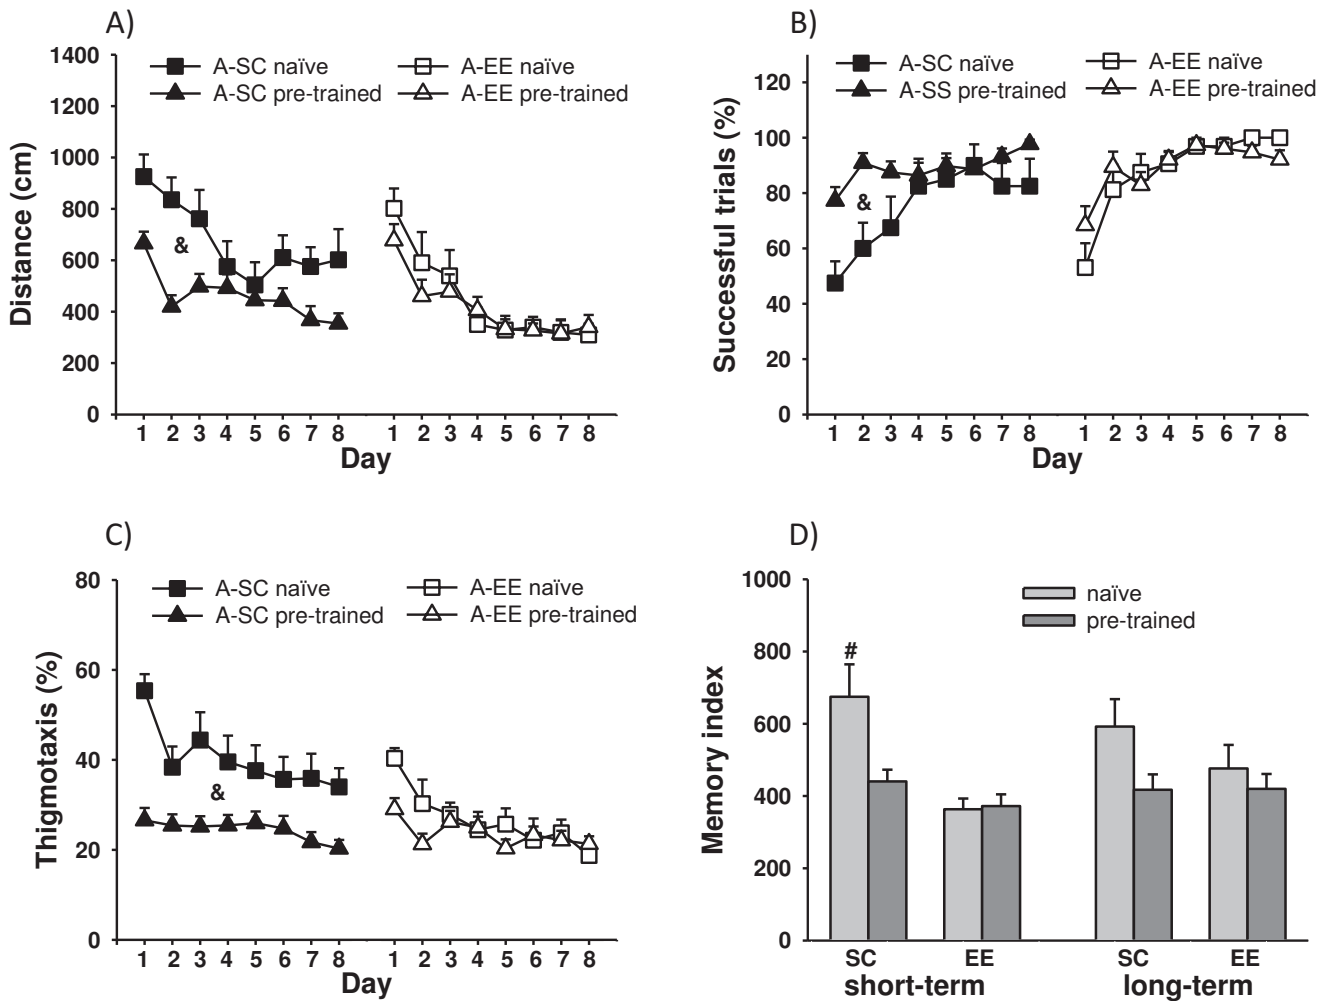 A)
1400
1200
1000
800
600
400
200
0
Distance (cm)
A-SC naïve
A-SC pre-trained
A-EE naïve
A-EE pre-trained
&
1 2 3 4 5 6 7 8 1 2 3 4 5 6 7 8
Day
B)
120
100
80
60
40
20
0
Successful trials (%)
A-SC naïve
A-SS pre-trained
A-EE naïve
A-EE pre-trained
&
1 2 3 4 5 6 7 8 1 2 3 4 5 6 7 8
Day
C)
80
60
40
20
0
Thigmotaxis (%)
A-SC naïve
A-SC pre-trained
A-EE naïve
A-EE pre-trained
&
1 2 3 4 5 6 7 8 1 2 3 4 5 6 7 8
Day
D)
1000
800
600
400
200
0
Memory index
naïve
pre-trained
#
SC EE SC EE
short-term long-term